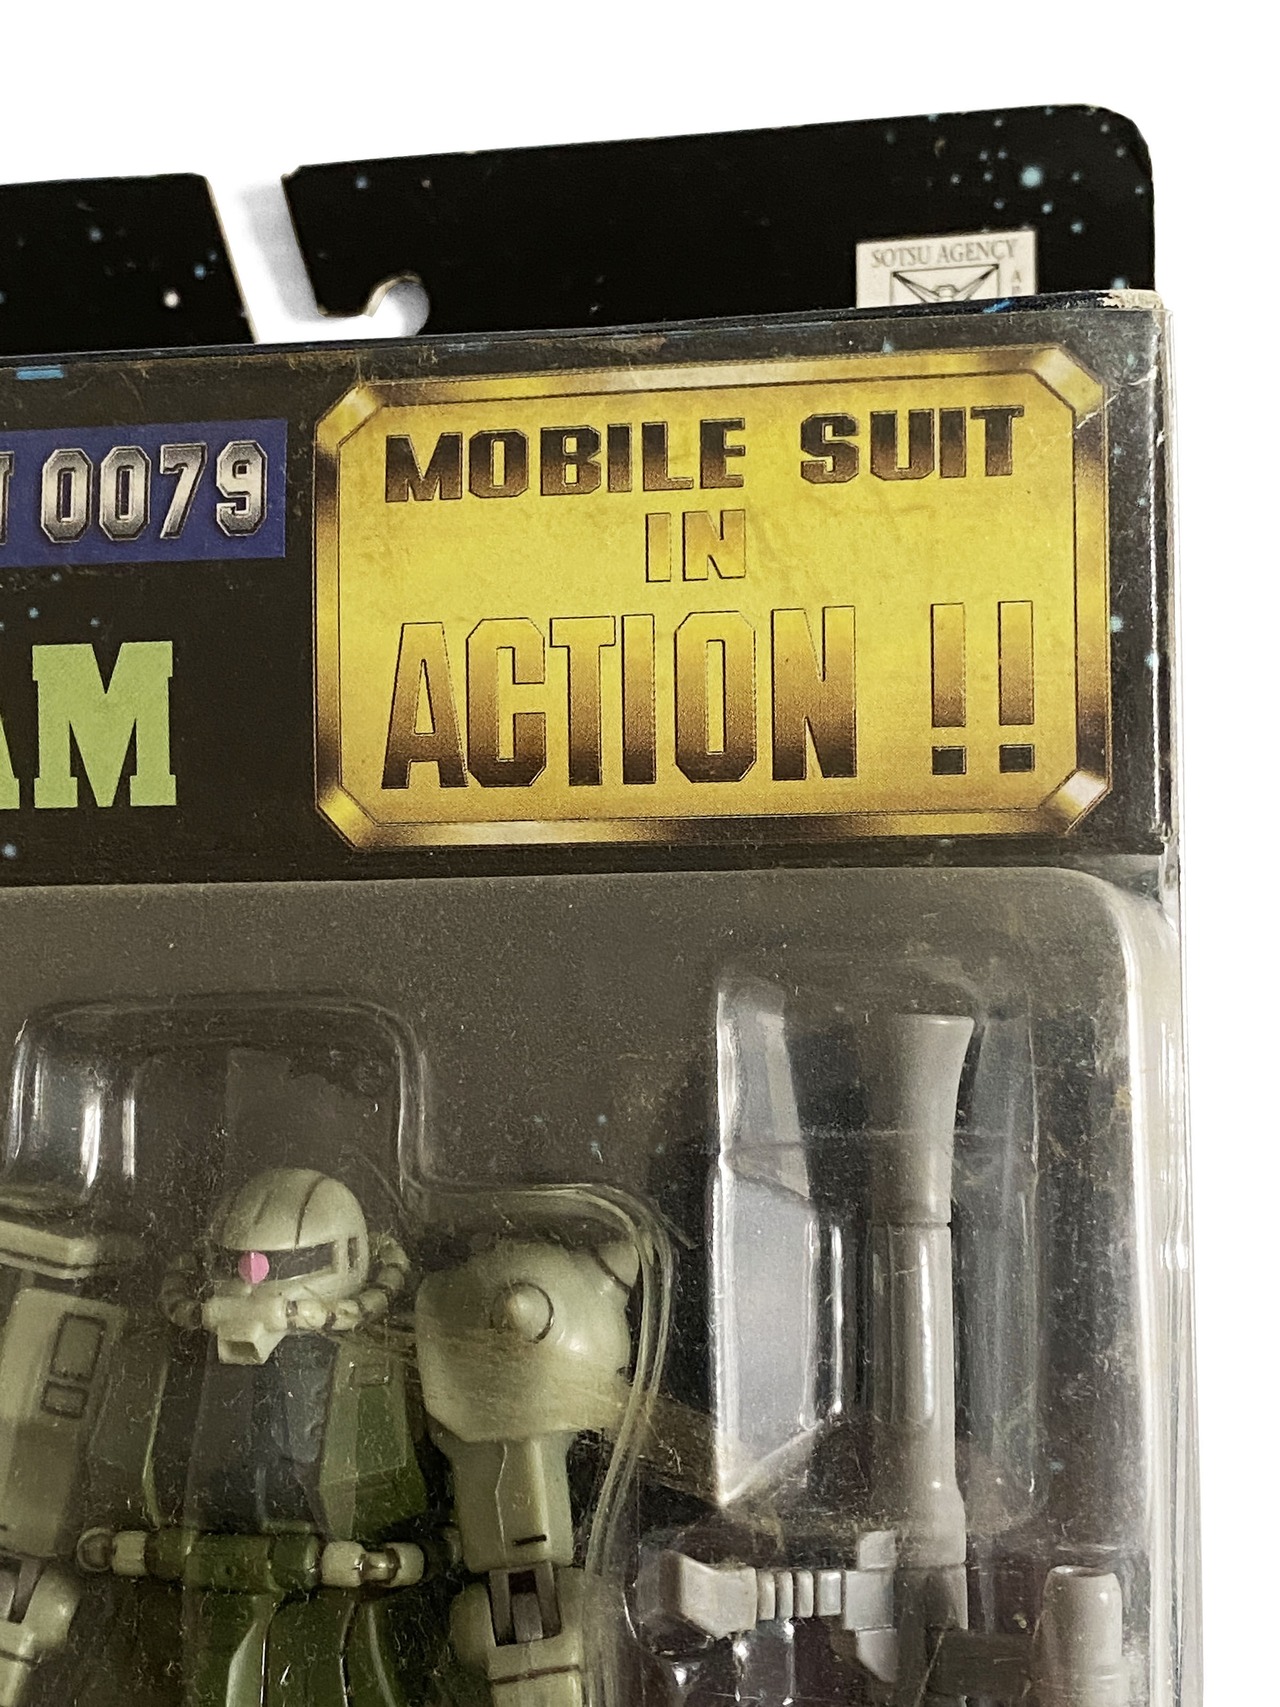 SOTSU AGENCY
0079
MOBILE SUIT
IN
ACTION !!
AM